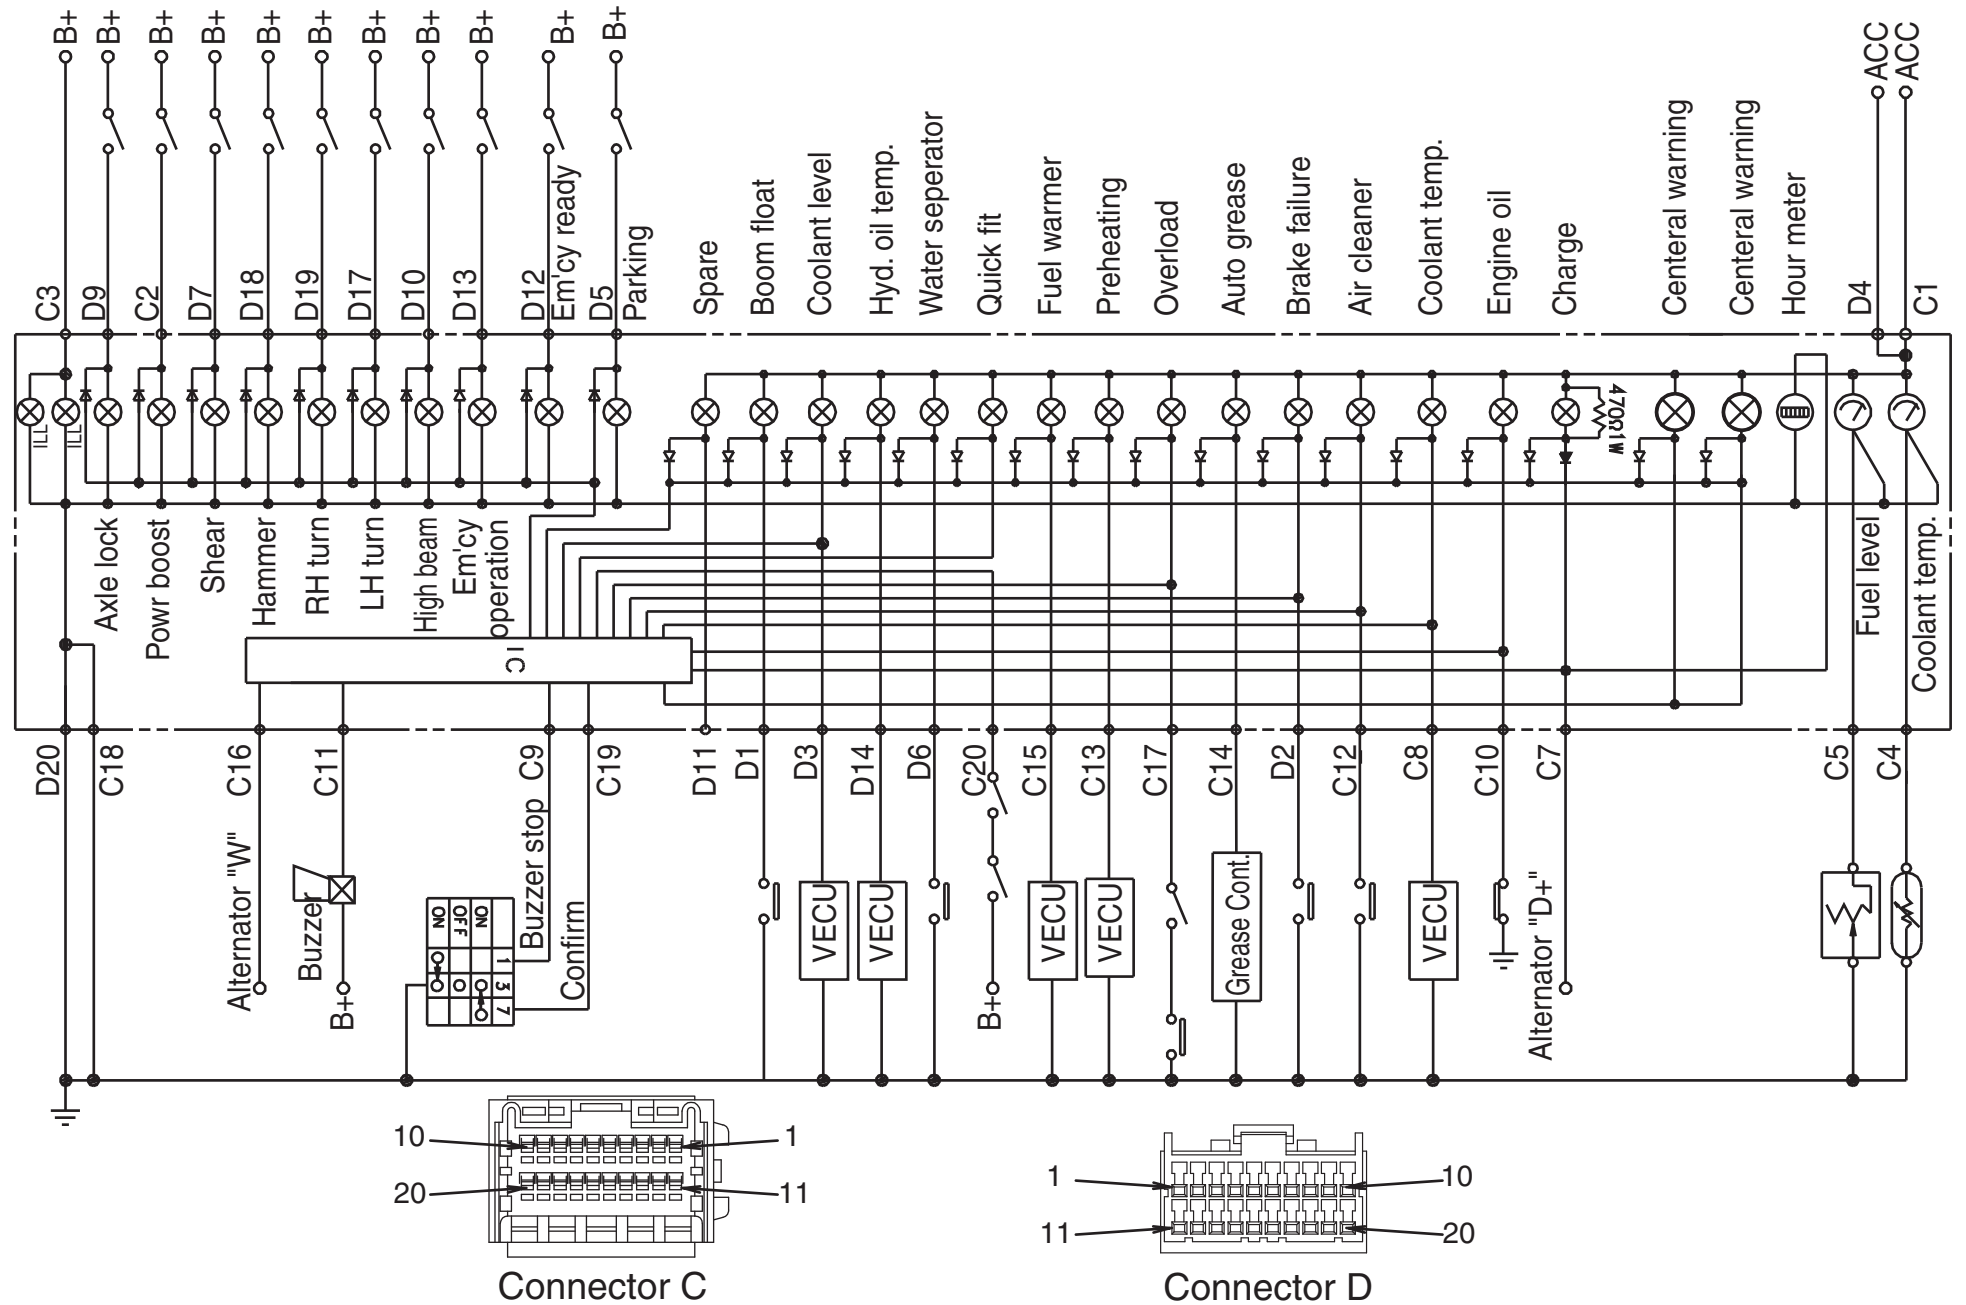 B+ B+ B+ B+ B+ B+ B+ B+ B+ B+ B+
ACC
ACC
C3 D9 C2 D7 D18 D19 D17 D10 D13 D12 D5
Em'cy ready
Parking
Spare
Boom float
Coolant level
Hyd. oil temp.
Water seperator
Quick fit
Fuel warmer
Preheating
Overload
Auto grease
Brake failure
Air cleaner
Coolant temp.
Engine oil
Charge
Centeral warning
Centeral warning
Hour meter
D4
C1
ILL
ILL
470Ω1W
Axle lock
Powr boost
Shear
Hammer
RH turn
LH turn
High beam
Em'cy
operation
Fuel level
Coolant temp.
IC
D20 C18 C16 C11 C9 C19 D11 D1 D3 D14 D6 C20 C15 C13 C17 C14 D2 C12 C8 C10 C7 C5 C4
Alternator "W"
Buzzer
B+
ON
OFF
ON
1
3
7
Buzzer stop
Confirm
VECU
VECU
B+
VECU
VECU
Grease Cont.
VECU
Alternator "D+"
10 1
20 11
Connector C
1 10
11 20
Connector D